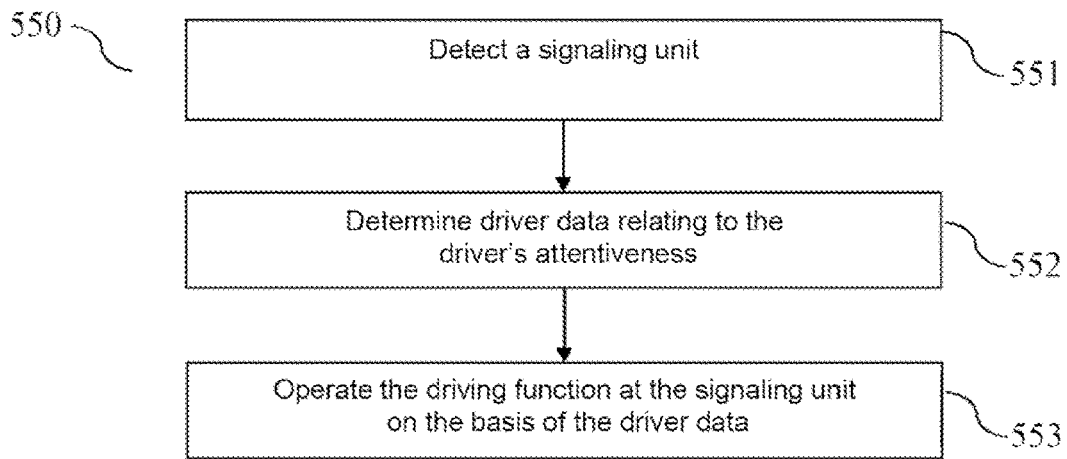 550
Detect a signaling unit
551
Determine driver data relating to the
driver's attentiveness
552
Operate the driving function at the signaling unit
on the basis of the driver data
553